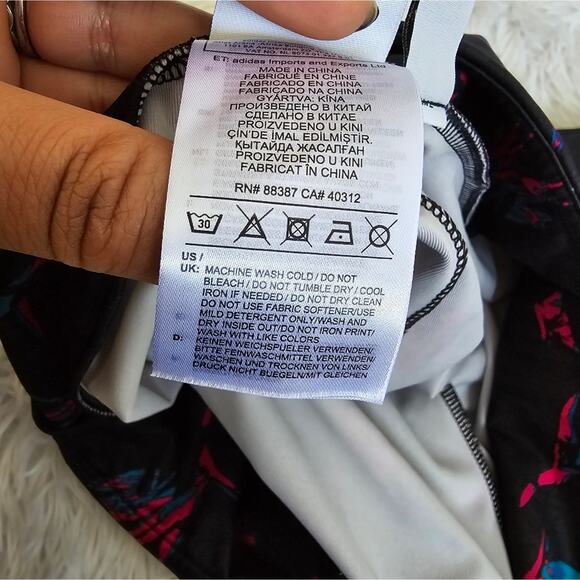 ET: adidas Imports and Exports Ltd
MADE IN CHINA
FABRIQUÉ EN CHINE
FABRICADO EN CHINA
FABRICADO NA CHINA
GYÁRTVA: KÍNA
ПРОИЗВЕДЕНО В КИТАЙ
СДЕЛАНО В КИТАЕ
PROIZVEDENO U KINI
ÇİN'DE İMAL EDİLMİŞTİR.
ҚЫТАЙДА ЖАСАЛҒАН
PROIZVEDENO U KINI
FABRICAT ÎN CHINA
RN# 88387 CA# 40312
30
US /
UK: MACHINE WASH COLD / DO NOT
BLEACH / DO NOT TUMBLE DRY / COOL
IRON IF NEEDED / DO NOT DRY CLEAN
DO NOT USE FABRIC SOFTENER/USE
MILD DETERGENT ONLY/WASH AND
DRY INSIDE OUT/DO NOT IRON PRINT/
WASH WITH LIKE COLORS
D: KEINEN WEICHSPUELER VERWENDEN/
BITTE FEINWASCHMITTEL VERWENDEN/
WASCHEN UND TROCKNEN VON LINKS/
DRUCK NICHT BUEGELN/MIT GLEICHEN